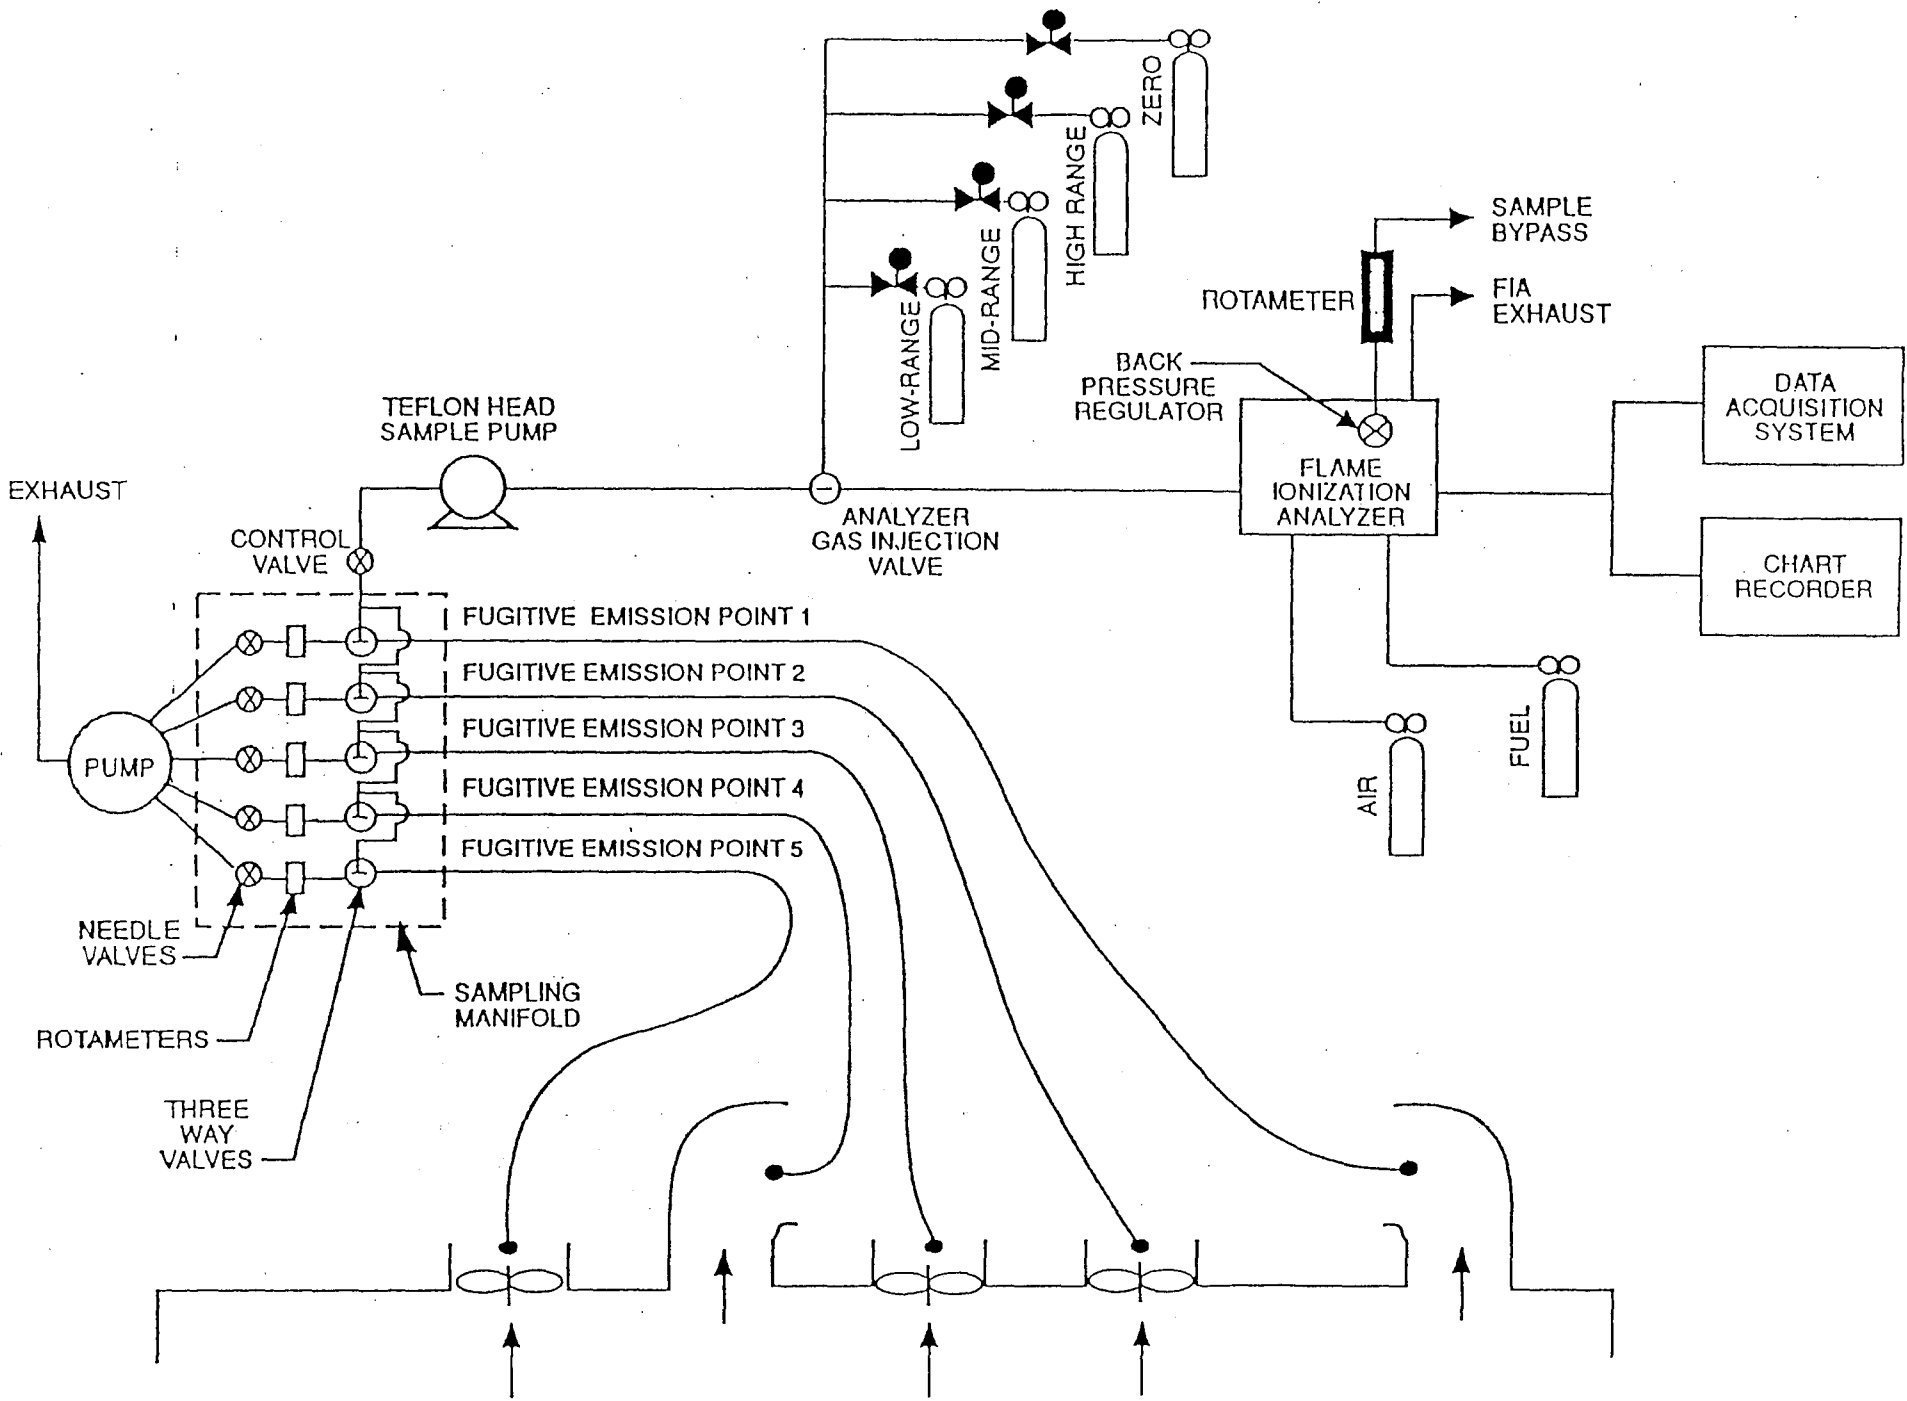 ZERO
HIGH RANGE
MID-RANGE
LOW-RANGE
SAMPLE
BYPASS
ROTAMETER
FIA
EXHAUST
BACK
PRESSURE
REGULATOR
DATA
ACQUISITION
SYSTEM
TEFLON HEAD
SAMPLE PUMP
FLAME
IONIZATION
ANALYZER
EXHAUST
ANALYZER
GAS INJECTION
VALVE
CONTROL
VALVE
CHART
RECORDER
FUGITIVE EMISSION POINT 1
FUGITIVE EMISSION POINT 2
FUGITIVE EMISSION POINT 3
FUGITIVE EMISSION POINT 4
FUGITIVE EMISSION POINT 5
PUMP
FUEL
AIR
NEEDLE
VALVES
SAMPLING
MANIFOLD
ROTAMETERS
THREE
WAY
VALVES